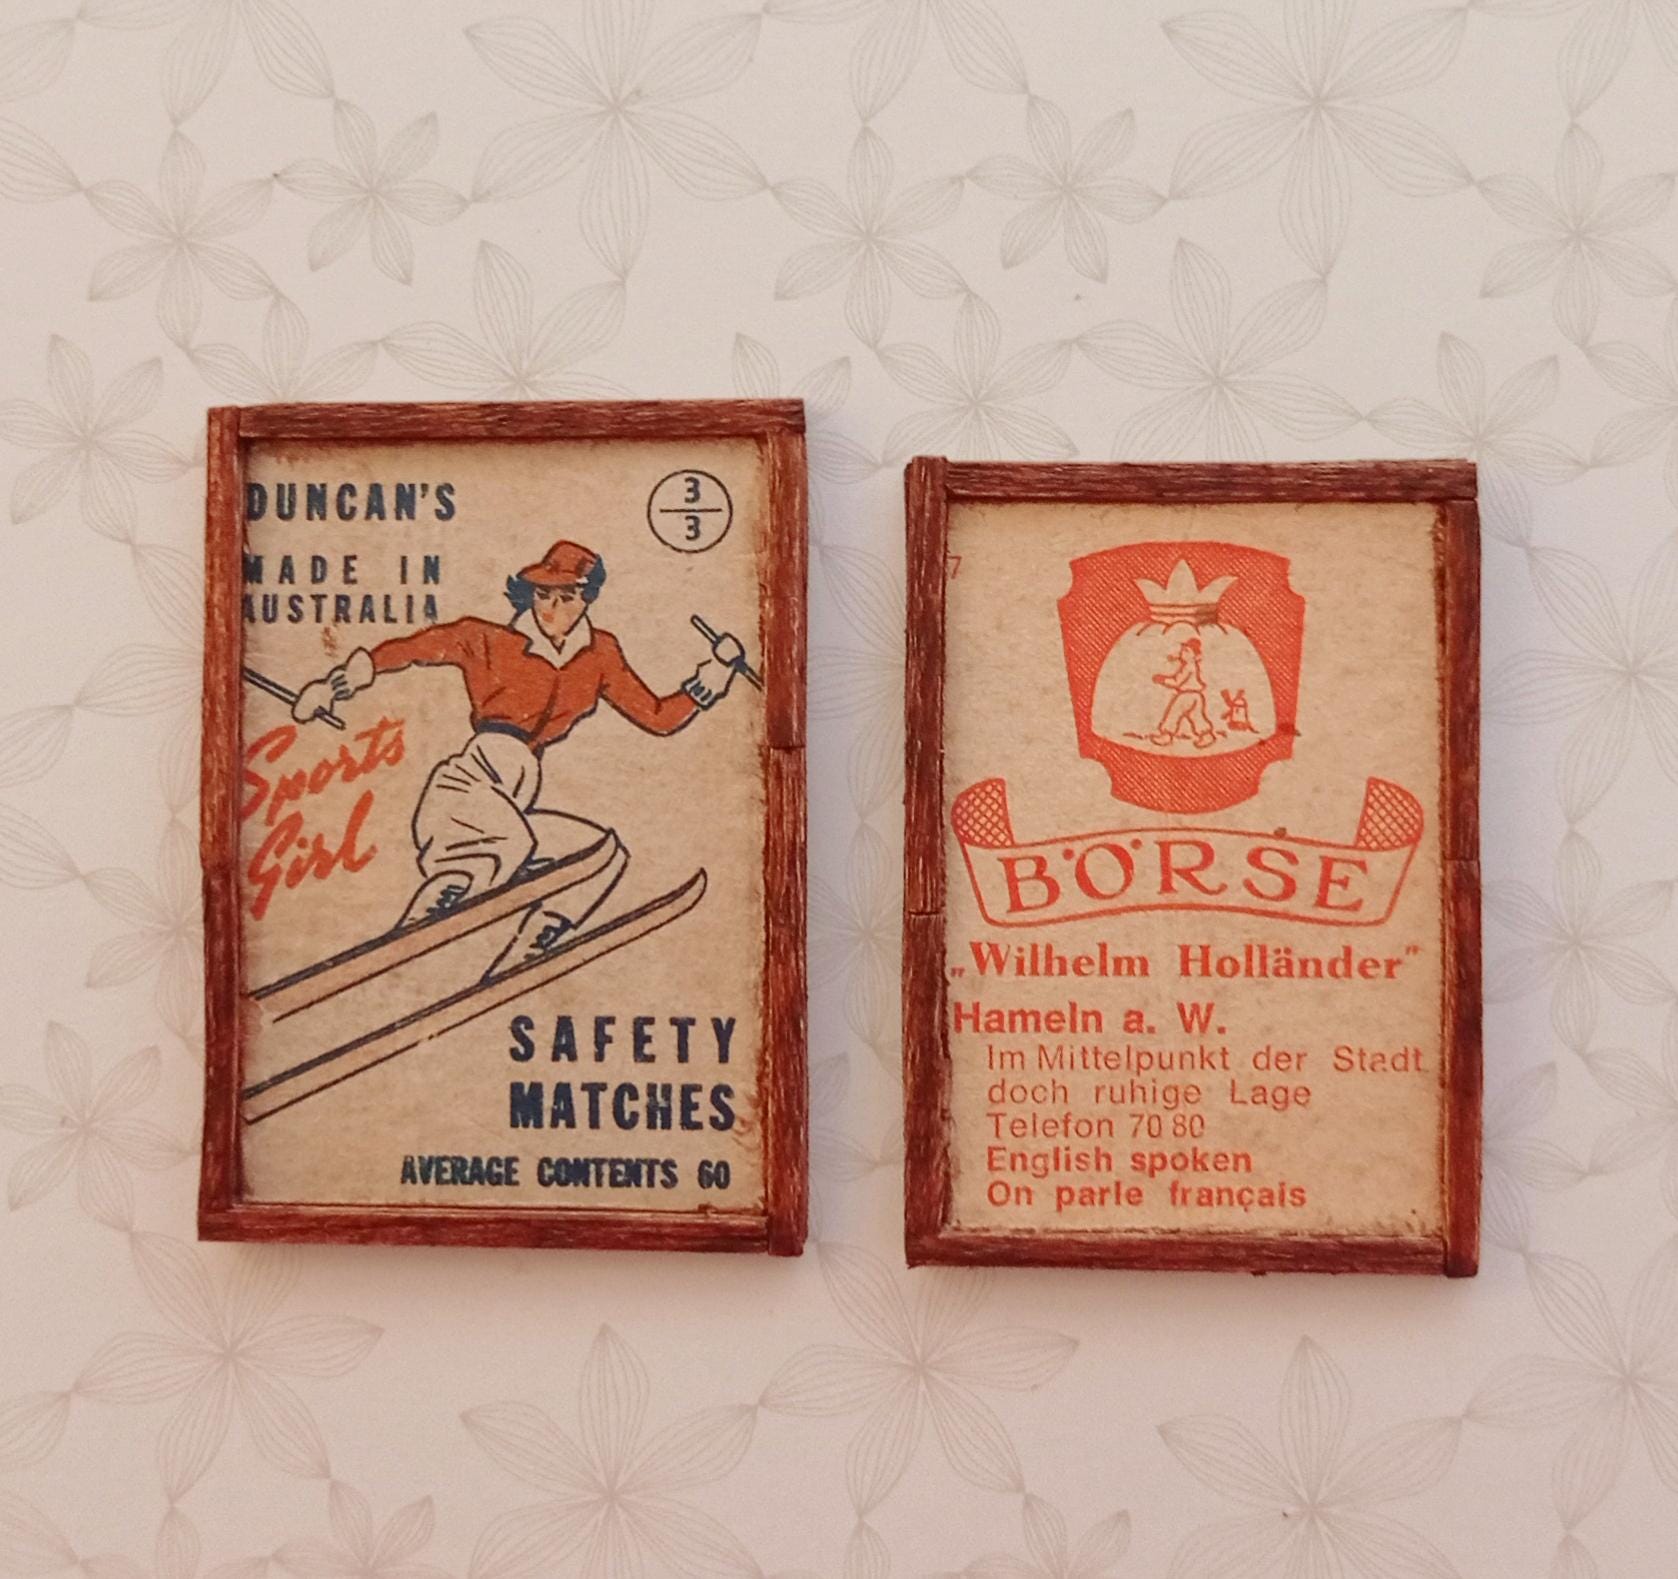 DUNCAN'S
3
3
MADE IN
AUSTRALIA
Sports
Girl
SAFETY
MATCHES
AVERAGE CONTENTS 60
7
BÖRSE
„Wilhelm Holländer"
Hameln a. W.
Im Mittelpunkt der Stadt
doch ruhige Lage
Telefon 70 80
English spoken
On parle français